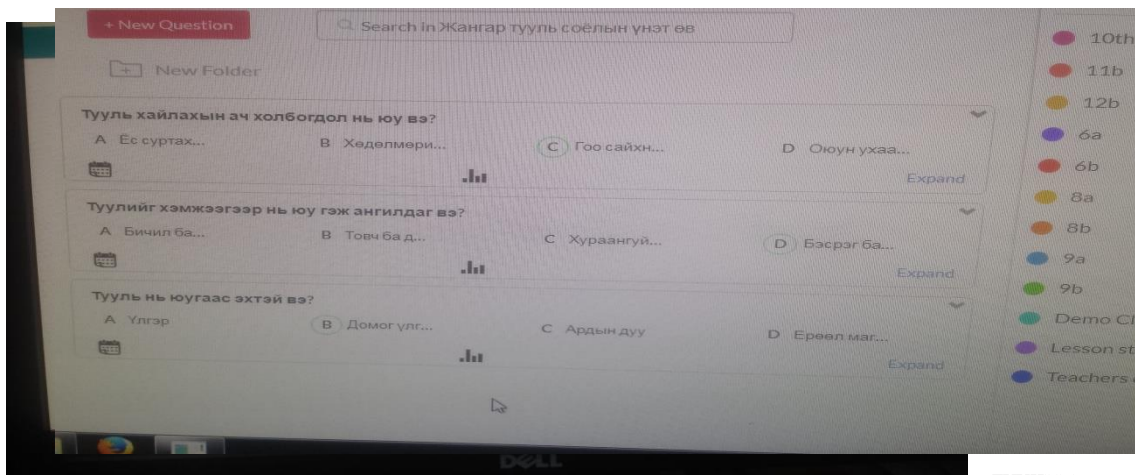 + New Question
Search in Жангар тууль соёлын үнэт өв
New Folder
Тууль хайлахын ач холбогдол нь юу вэ?
A Ёс суртах... B Хөдөлмөри... C Гоо сайхн... D Оюун ухаа...
Expand
Туулийг хэмжээгээр нь юу гэж ангилдаг вэ?
A Бичил ба... B Товч ба д... C Хураангуй... D Бэсрэг ба...
Expand
Тууль нь юугаас эхтэй вэ?
A Үлгэр B Домог үлг... C Ардын дуу D Ерөөл маг...
Expand
10th
11b
12b
6a
6b
8a
8b
9a
9b
Demo Cl
Lesson st
Teachers
DELL